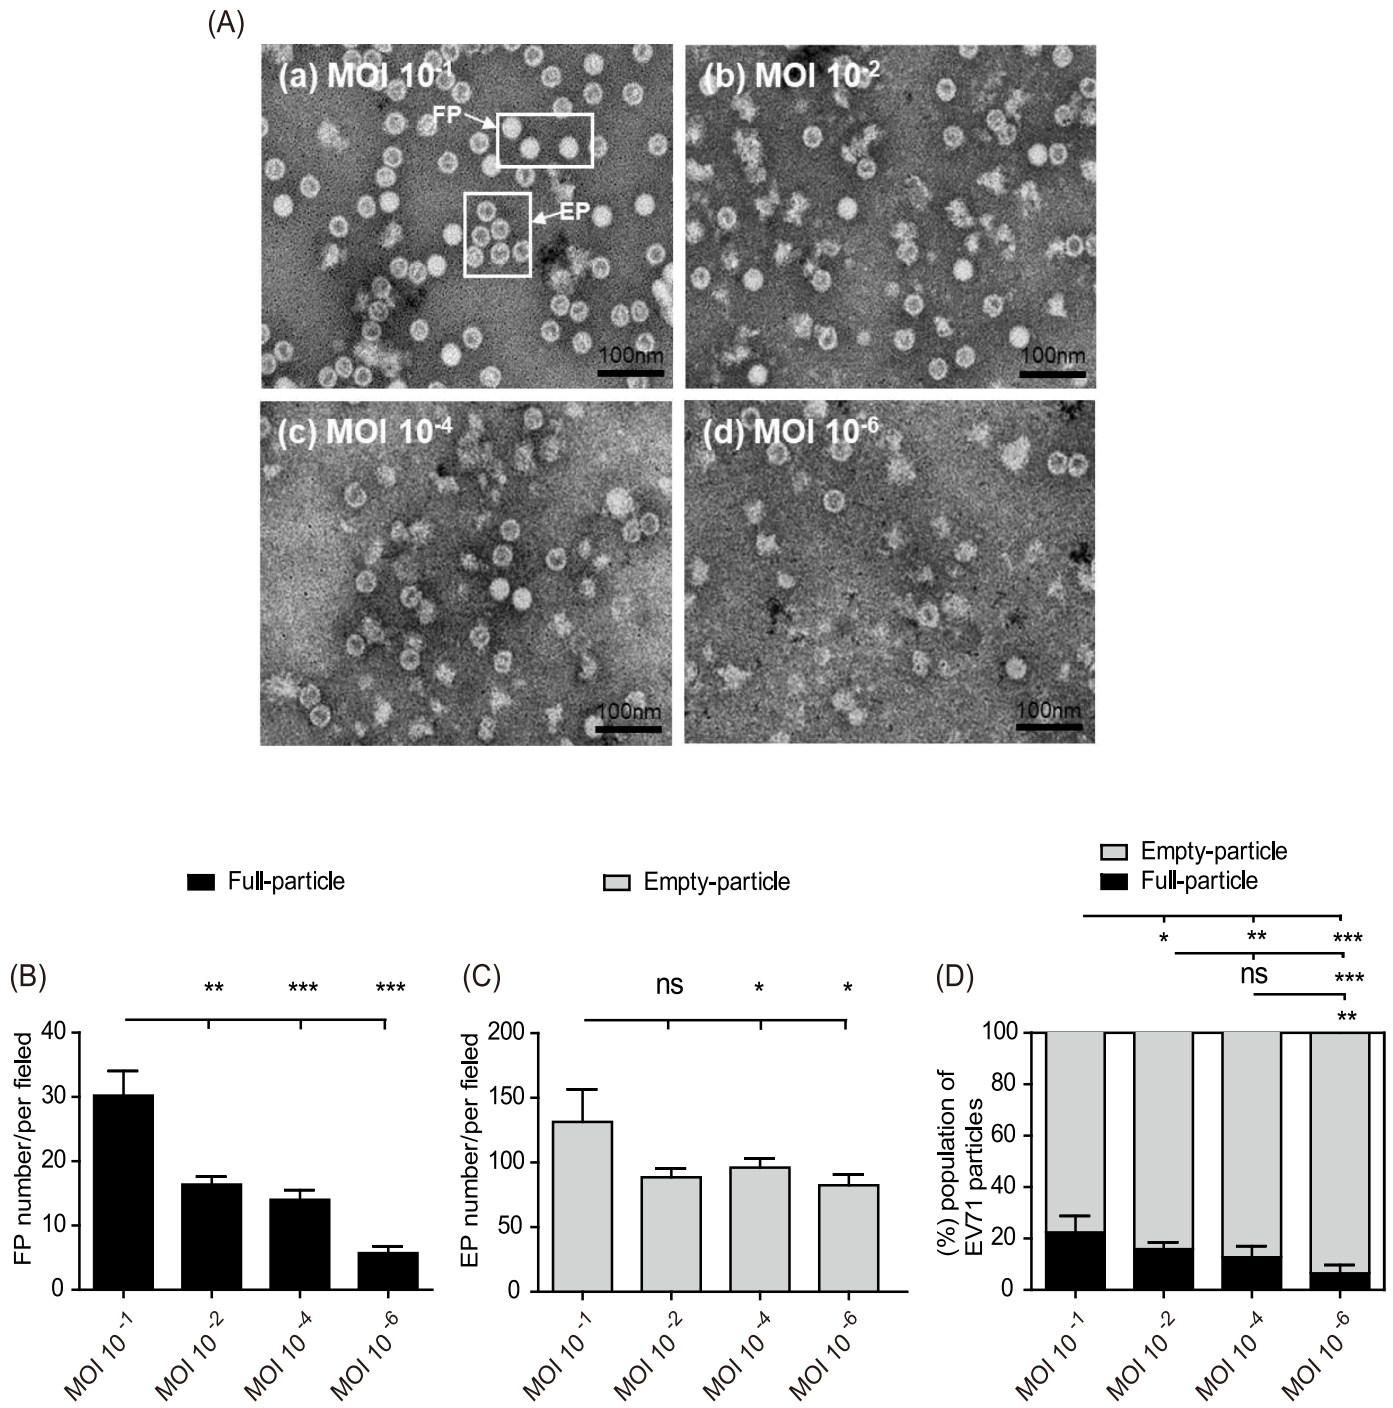 (A)
(a) MOI 10-1
FP
EP
100nm
(b) MOI 10-2
100nm
(c) MOI 10-4
100nm
(d) MOI 10-6
100nm
(B)
Full-particle
** *** ***
FP number/per fieled
40
30
20
10
0
MOI 10-1
MOI 10-2
MOI 10-4
MOI 10-6
(C)
Empty-particle
ns * *
EP number/per fieled
200
150
100
50
0
MOI 10-1
MOI 10-2
MOI 10-4
MOI 10-6
(D)
Empty-particle
Full-particle
* ** ***
ns ***
**
(%) population of
EV71 particles
100
80
60
40
20
0
MOI 10-1
MOI 10-2
MOI 10-4
MOI 10-6